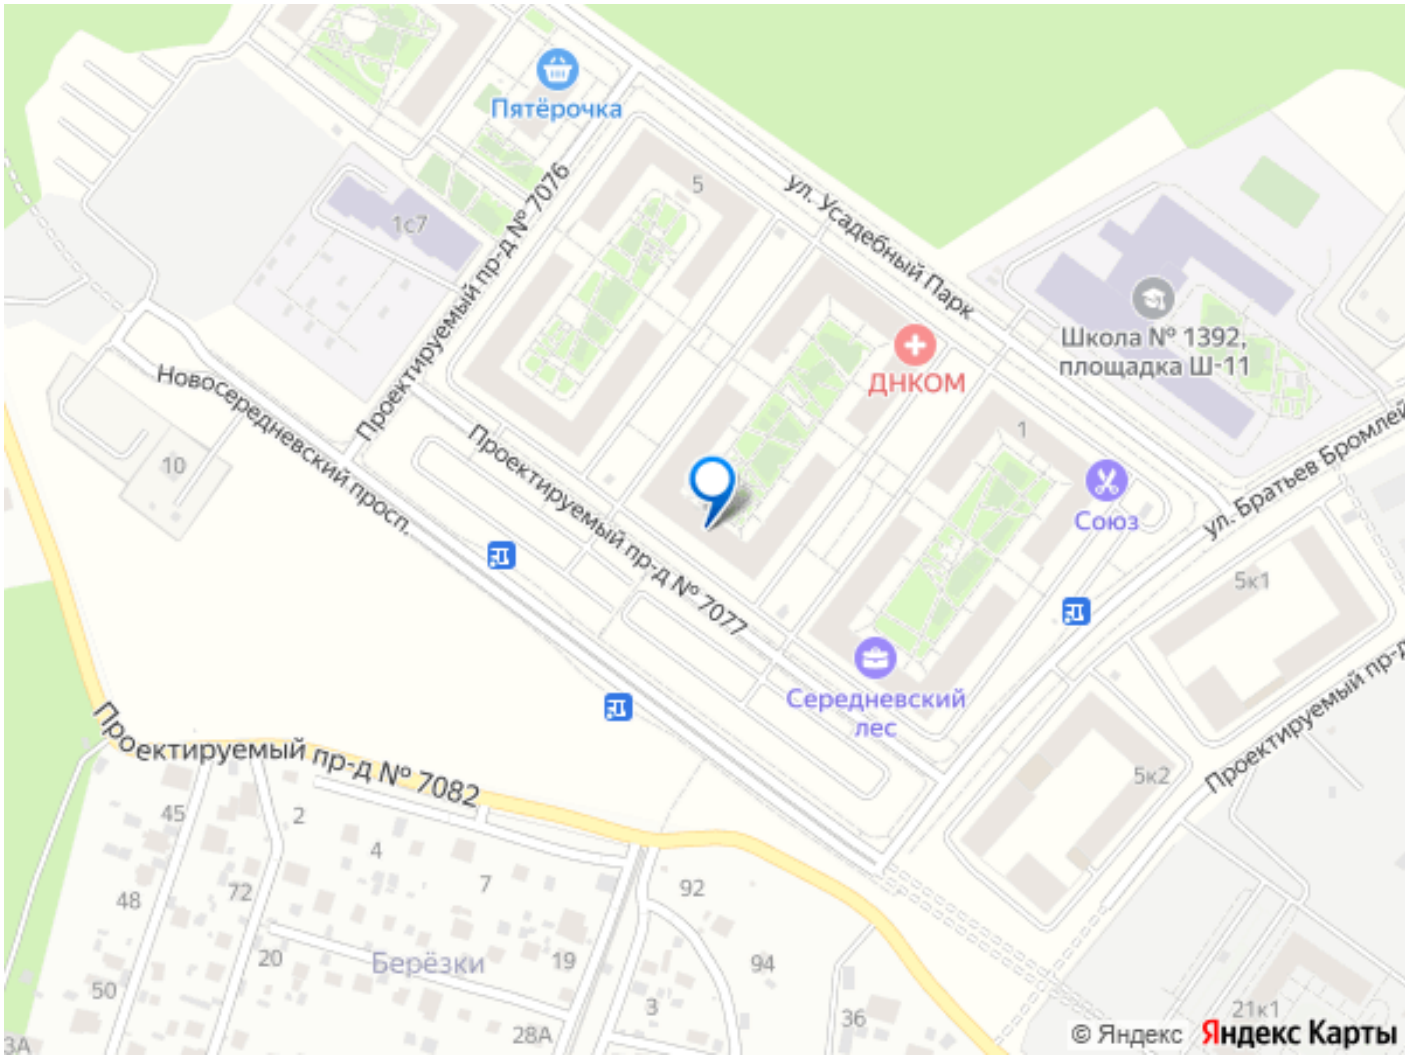 Пятёрочка
5
ул. Усадебный Парк
1с7
Проектируемый пр-д № 7076
Школа № 1392,
площадка Ш-11
ДНКОМ
Новосередневский просп.
10
Проектируемый пр-д № 7077
1
Союз
ул. Братьев Бромлей
5к1
Середневский
лес
Проектируемый пр-д № 7082
5к2
Проектируемый пр-д
45
2
4
7
48
72
92
20
Берёзки
19
94
50
3
36
28А
3А
21к1
© Яндекс Яндекс Карты